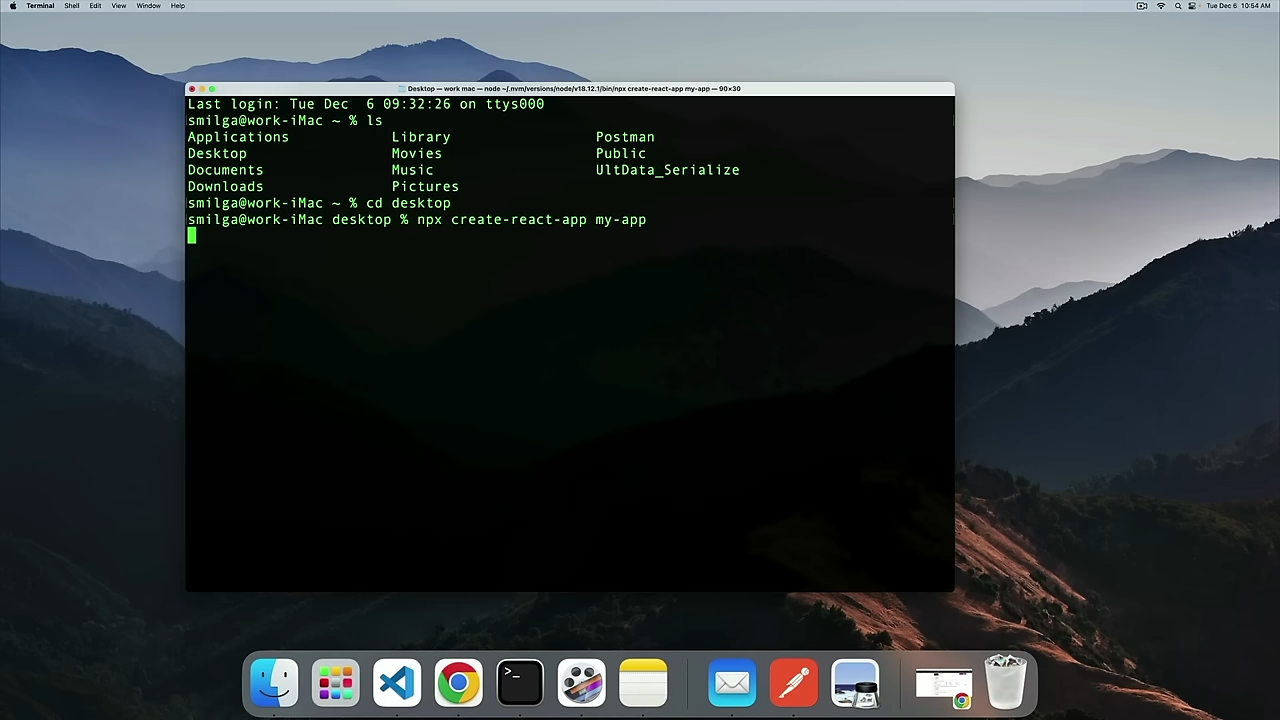 Terminal Shell Edit View Window Help
Tue Dec 6 10:54 AM
Desktop — work mac — node ~/.nvm/versions/node/v18.12.1/bin/npx create-react-app my-app — 90×30
Last login: Tue Dec  6 09:32:26 on ttys000
smilga@work-iMac ~ % ls
Applications Library Postman
Desktop Movies Public
Documents Music UltData_Serialize
Downloads Pictures
smilga@work-iMac ~ % cd desktop
smilga@work-iMac desktop % npx create-react-app my-app
>_